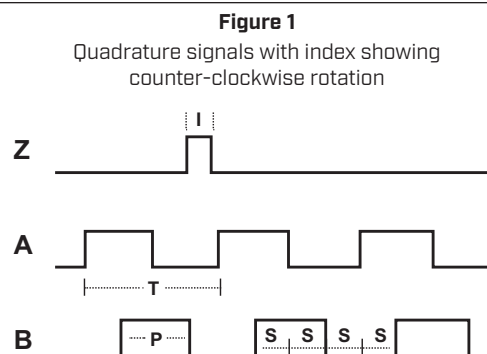 Figure 1
Quadrature signals with index showing
counter-clockwise rotation
I
Z
A
T
B
P
S S S S